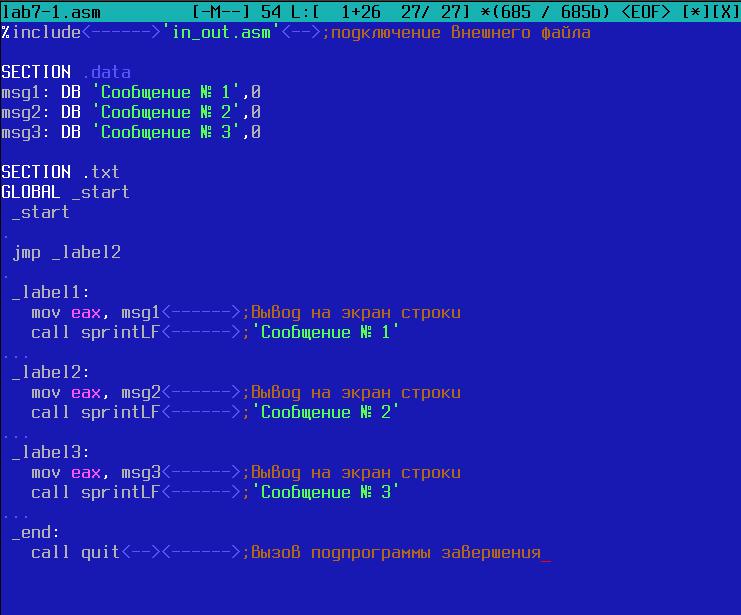 lab7-1.asm [-M--] 54 L:[ 1+26 27/ 27] *(685 / 685b) <EOF> [*][X]
%include<------>'in_out.asm'<-->;подключение Внешнего файла
SECTION .data
msg1: DB 'Сообщение № 1',0
msg2: DB 'Сообщение № 2',0
msg3: DB 'Сообщение № 3',0
SECTION .txt
GLOBAL _start
_start
.
jmp _label2
.
_label1:
mov eax, msg1<------>;Вывод на экран строки
call sprintLF<------>;'Сообщение № 1'
...
_label2:
mov eax, msg2<------>;Вывод на экран строки
call sprintLF<------>;'Сообщение № 2'
...
_label3:
mov eax, msg3<------>;Вывод на экран строки
call sprintLF<------>;'Сообщение № 3'
...
_end:
call quit<--><------>;Вызов подпрограммы завершения